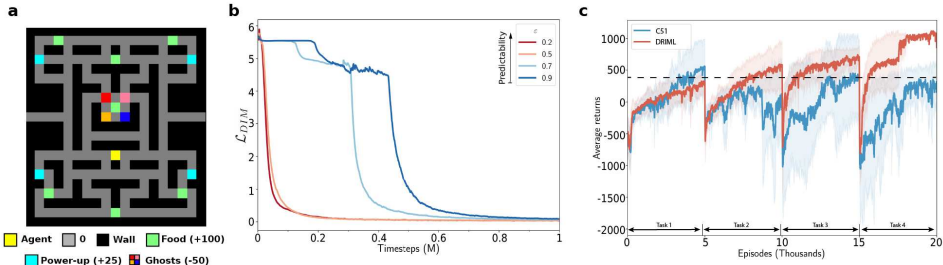 a
Agent 0 Wall Food (+100)
Power-up (+25) Ghosts (-50)
b
6
5
4
3
2
1
0
ℒ_DIM
0 0.2 0.4 0.6 0.8 1
Timesteps (M)
Predictability
0.2
0.5
0.7
0.9
c
C51
DRIML
1000
500
0
-500
-1000
-1500
-2000
Average returns
Task 1 Task 2 Task 3 Task 4
0 5 10 15 20
Episodes (Thousands)